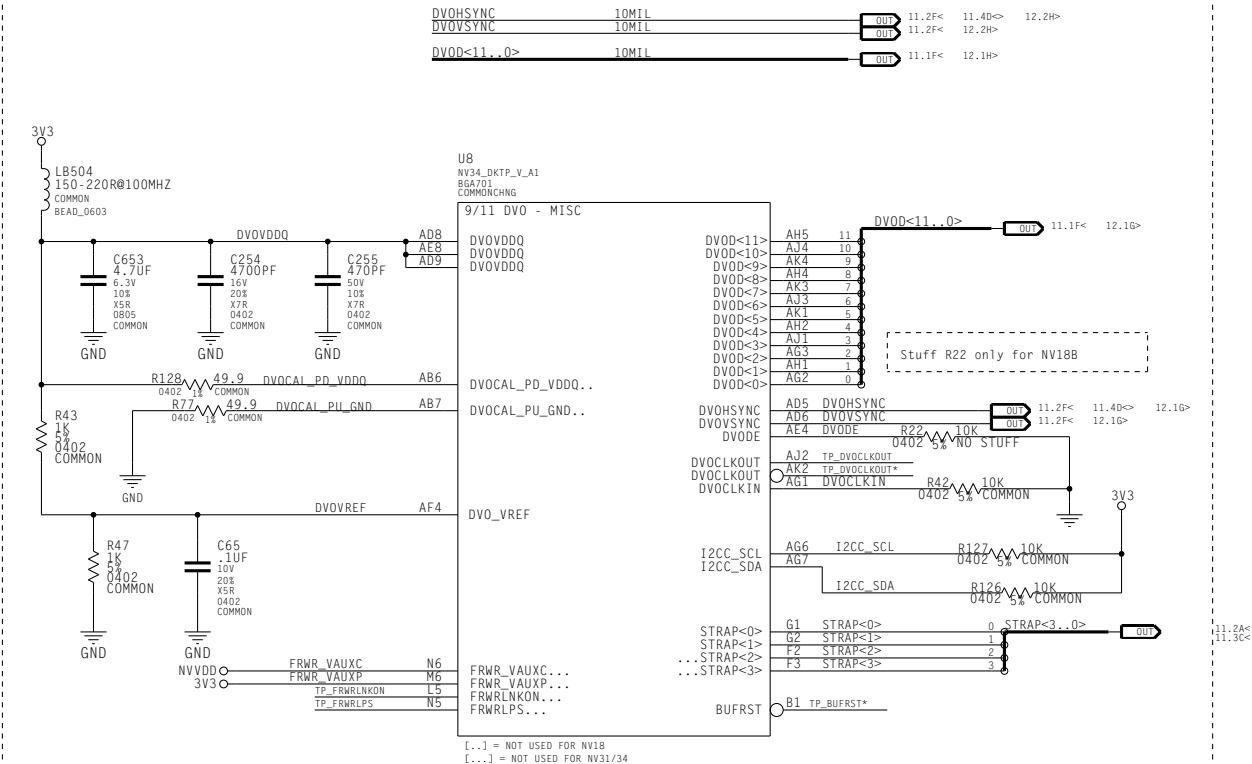 DVOHSYNC 10MIL OUT 11.2F< 11.4D<> 12.2H>
DVOVSYNC 10MIL OUT 11.2F< 12.2H>
DVOD<11..0> 10MIL OUT 11.1F< 12.1H>
3V3
LB504
150-220R@100MHZ
COMMON
BEAD_0603
U8
NV34_DKTP_V_A1
BGA701
COMMONCHNG
9/11 DVO - MISC
DVOVDDQ AD8 DVOVDDQ
AE8 DVOVDDQ
AD9 DVOVDDQ
C653
4.7UF
6.3V
10%
X5R
0805
COMMON
GND
C254
4700PF
16V
20%
X7R
0402
COMMON
GND
C255
470PF
50V
10%
X7R
0402
COMMON
GND
R128 49.9 DVOCAL_PD_VDDQ AB6 DVOCAL_PD_VDDQ..
0402 1% COMMON
R77 49.9 DVOCAL_PU_GND AB7 DVOCAL_PU_GND..
0402 1% COMMON
GND
R43
1K
5%
0402
COMMON
DVOVREF AF4 DVO_VREF
R47
1K
5%
0402
COMMON
GND
C65
.1UF
10V
20%
X5R
0402
COMMON
GND
NVVDD FRWR_VAUXC N6 FRWR_VAUXC...
3V3 FRWR_VAUXP M6 FRWR_VAUXP...
TP_FRWRLNKON L5 FRWRLNKON...
TP_FRWRLPS N5 FRWRLPS...
DVOD<11..0> OUT 11.1F< 12.1G>
DVOD<11> AH5 11
DVOD<10> AJ4 10
DVOD<9> AK4 9
DVOD<8> AH4 8
DVOD<7> AK3 7
DVOD<6> AJ3 6
DVOD<5> AK1 5
DVOD<4> AH2 4
DVOD<3> AJ1 3
DVOD<2> AG3 2
DVOD<1> AH1 1
DVOD<0> AG2 0
Stuff R22 only for NV18B
DVOHSYNC AD5 DVOHSYNC OUT 11.2F< 11.4D<> 12.1G>
DVOVSYNC AD6 DVOVSYNC OUT 11.2F< 12.1G>
DVODE AE4 DVODE R22 10K
0402 5% NO STUFF
DVOCLKOUT AJ2 TP_DVOCLKOUT
DVOCLKOUT AK2 TP_DVOCLKOUT*
DVOCLKIN AG1 DVOCLKIN R42 10K
0402 5% COMMON
3V3
I2CC_SCL AG6 I2CC_SCL R127 10K
0402 5% COMMON
I2CC_SDA AG7 I2CC_SDA R126 10K
0402 5% COMMON
STRAP<0> G1 STRAP<0> 0 STRAP<3..0> OUT 11.2A<
STRAP<1> G2 STRAP<1> 1 11.3C<
...STRAP<2> F2 STRAP<2> 2
...STRAP<3> F3 STRAP<3> 3
BUFRST B1 TP_BUFRST*
[..] = NOT USED FOR NV18
[...] = NOT USED FOR NV31/34